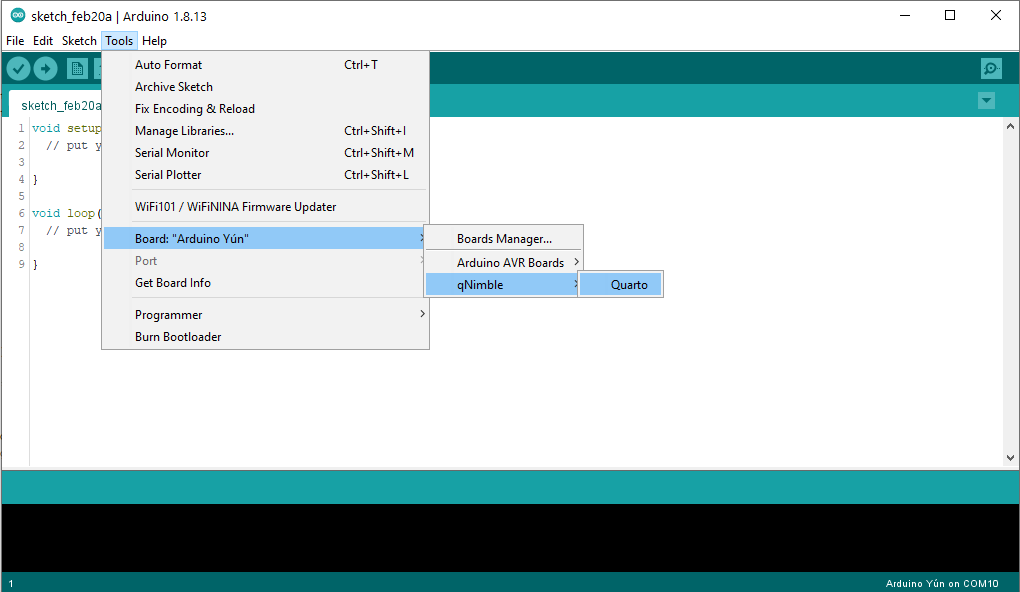 sketch_feb20a | Arduino 1.8.13
File Edit Sketch Tools Help
sketch_feb20a
1 void setup
2 // put y
3
4 }
5
6 void loop(
7 // put y
8
9 }
Auto Format Ctrl+T
Archive Sketch
Fix Encoding & Reload
Manage Libraries... Ctrl+Shift+I
Serial Monitor Ctrl+Shift+M
Serial Plotter Ctrl+Shift+L
WiFi101 / WiFiNINA Firmware Updater
Board: "Arduino Yún"
Port
Get Board Info
Programmer
Burn Bootloader
Boards Manager...
Arduino AVR Boards
qNimble
Quarto
1 Arduino Yún on COM10